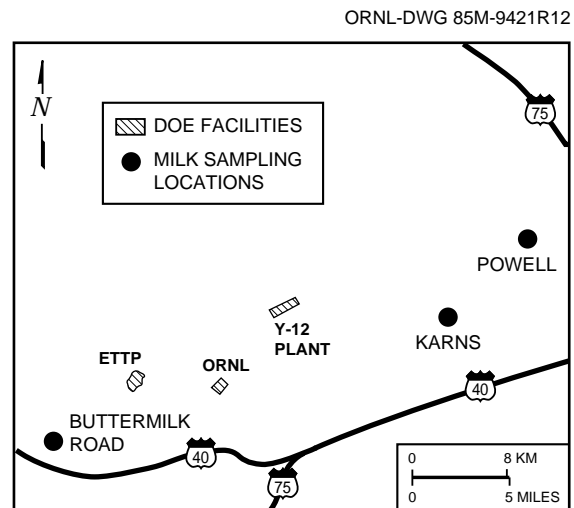 ORNL-DWG 85M-9421R12
N
DOE FACILITIES
MILK SAMPLING
LOCATIONS
75
POWELL
Y-12
PLANT
KARNS
ETTP
ORNL
40
BUTTERMILK
ROAD
40
75
0 8 KM
0 5 MILES